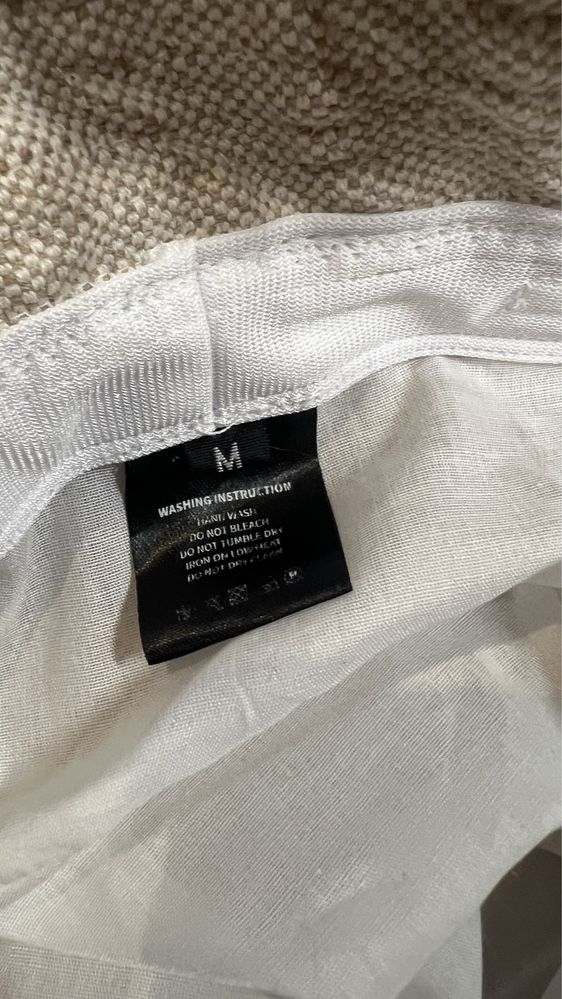 M
WASHING INSTRUCTION
HAND WASH
DO NOT BLEACH
DO NOT TUMBLE DRY
IRON ON LOW HEAT
DO NOT DRY CLEAN